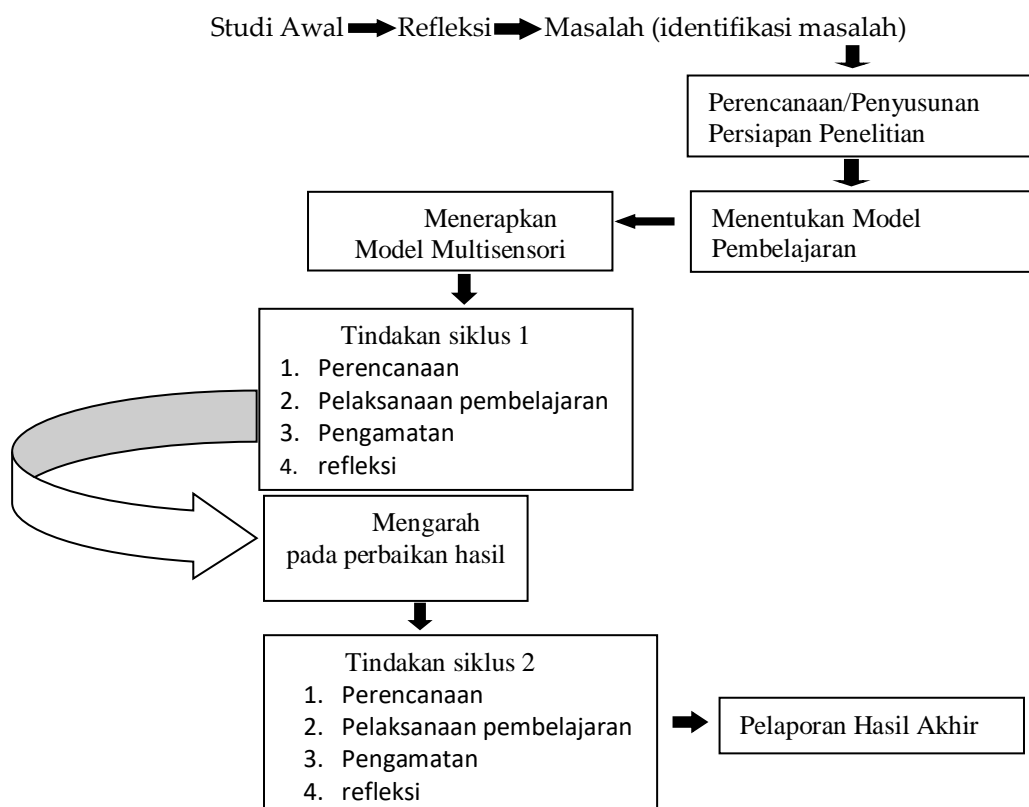 Studi Awal Refleksi Masalah (identifikasi masalah)
Perencanaan/Penyusunan
Persiapan Penelitian
Menentukan Model
Pembelajaran
Menerapkan
Model Multisensori
Tindakan siklus 1
1. Perencanaan
2. Pelaksanaan pembelajaran
3. Pengamatan
4. refleksi
Mengarah
pada perbaikan hasil
Tindakan siklus 2
1. Perencanaan
2. Pelaksanaan pembelajaran
3. Pengamatan
4. refleksi
Pelaporan Hasil Akhir